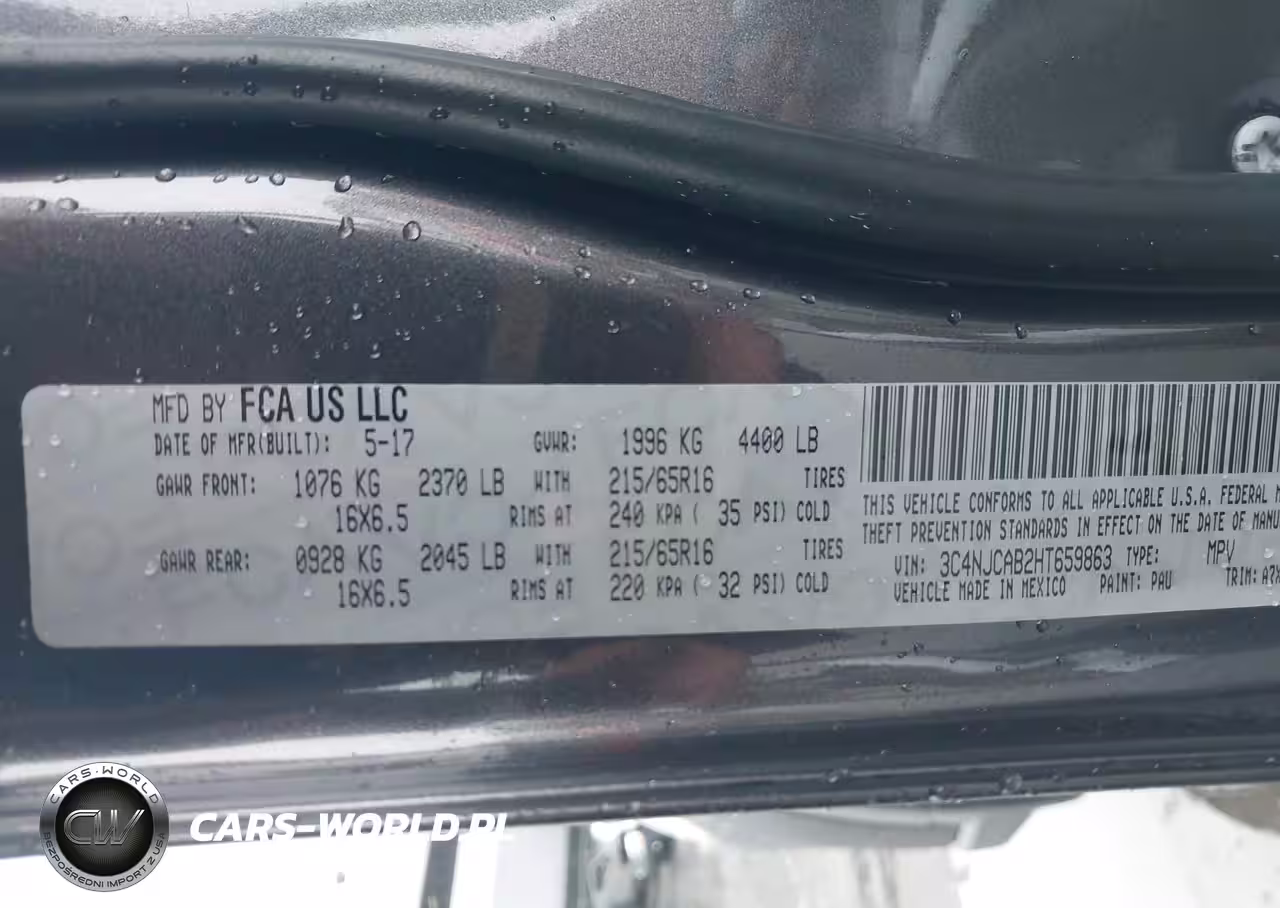 MFD BY FCA US LLC
DATE OF MFR(BUILT): 5-17 GVWR: 1996 KG 4400 LB
GAWR FRONT: 1076 KG 2370 LB WITH 215/65R16 TIRES
16X6.5 RIMS AT 240 KPA ( 35 PSI) COLD
GAWR REAR: 0928 KG 2045 LB WITH 215/65R16 TIRES
16X6.5 RIMS AT 220 KPA ( 32 PSI) COLD
THIS VEHICLE CONFORMS TO ALL APPLICABLE U.S.A. FEDERAL
THEFT PREVENTION STANDARDS IN EFFECT ON THE DATE OF
VIN: 3C4NJCAB2HT659863 TYPE: MPV
VEHICLE MADE IN MEXICO PAINT: PAU TRIM:
CARS-WORLD
CW
BEZPOŚREDNI IMPORT Z USA
CARS-WORLD.PL